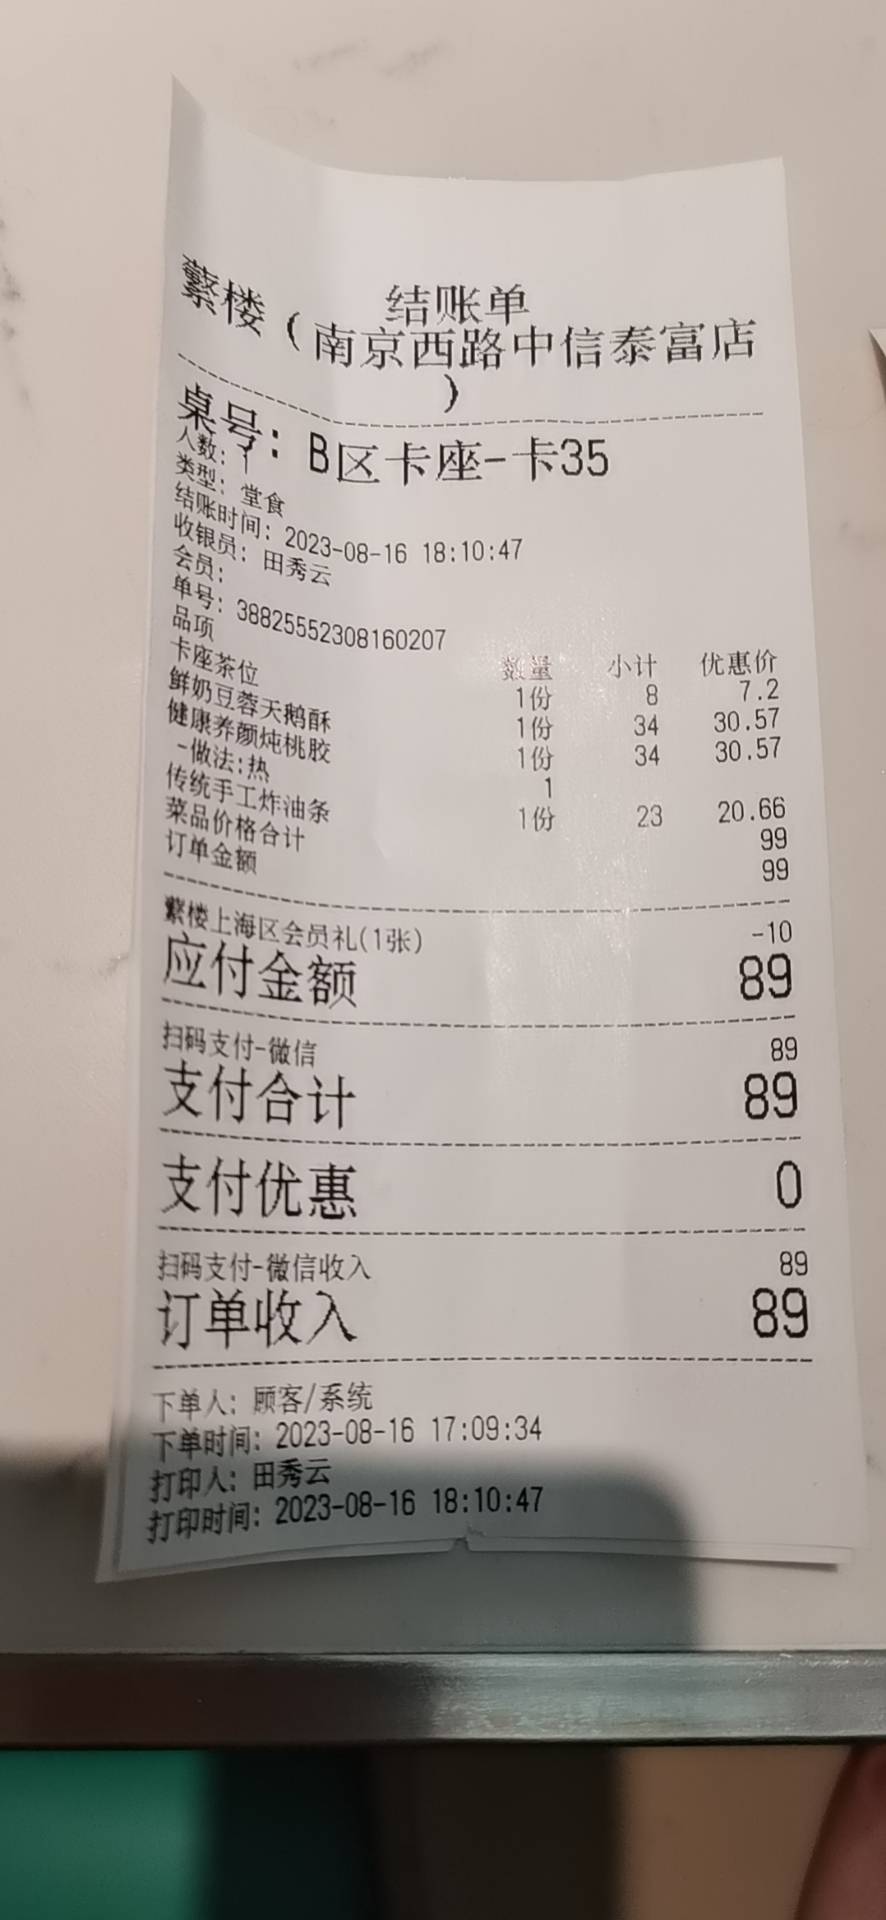 结账单
蘩楼（南京西路中信泰富店
）
桌号：B区卡座-卡35
人数：1
类型：堂食
结账时间：2023-08-16 18:10:47
收银员：田秀云
会员：
单号：38825552308160207
品项 数量 小计 优惠价
卡座茶位 1份 8 7.2
鲜奶豆蓉天鹅酥 1份 34 30.57
健康养颜炖桃胶 1份 34 30.57
-做法:热 1
传统手工炸油条 1份 23 20.66
菜品价格合计 99
订单金额 99
蘩楼上海区会员礼(1张) -10
应付金额 89
扫码支付-微信 89
支付合计 89
支付优惠 0
扫码支付-微信收入 89
订单收入 89
下单人：顾客/系统
下单时间：2023-08-16 17:09:34
打印人：田秀云
打印时间：2023-08-16 18:10:47